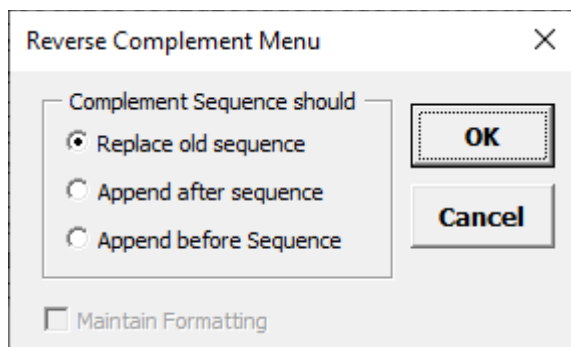 Reverse Complement Menu
Complement Sequence should
Replace old sequence
Append after sequence
Append before Sequence
OK
Cancel
Maintain Formatting